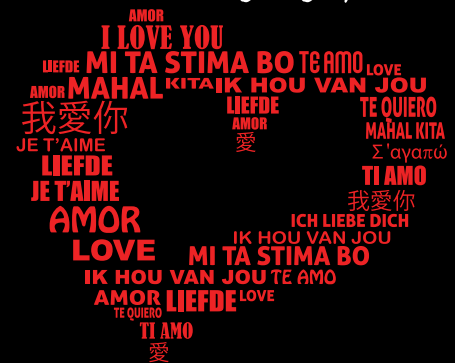 AMOR
I LOVE YOU
LIEFDE MI TA STIMA BO TE AMO LOVE
AMOR MAHAL KITA IK HOU VAN JOU
LIEFDE TE QUIERO
我愛你 AMOR MAHAL KITA
JE T'AIME 愛 Σ'αγαπώ
LIEFDE TI AMO
JE T'AIME 我愛你
AMOR ICH LIEBE DICH
IK HOU VAN JOU
LOVE MI TA STIMA BO
IK HOU VAN JOU TE AMO
AMOR LIEFDE LOVE
TE QUIERO
TI AMO
愛